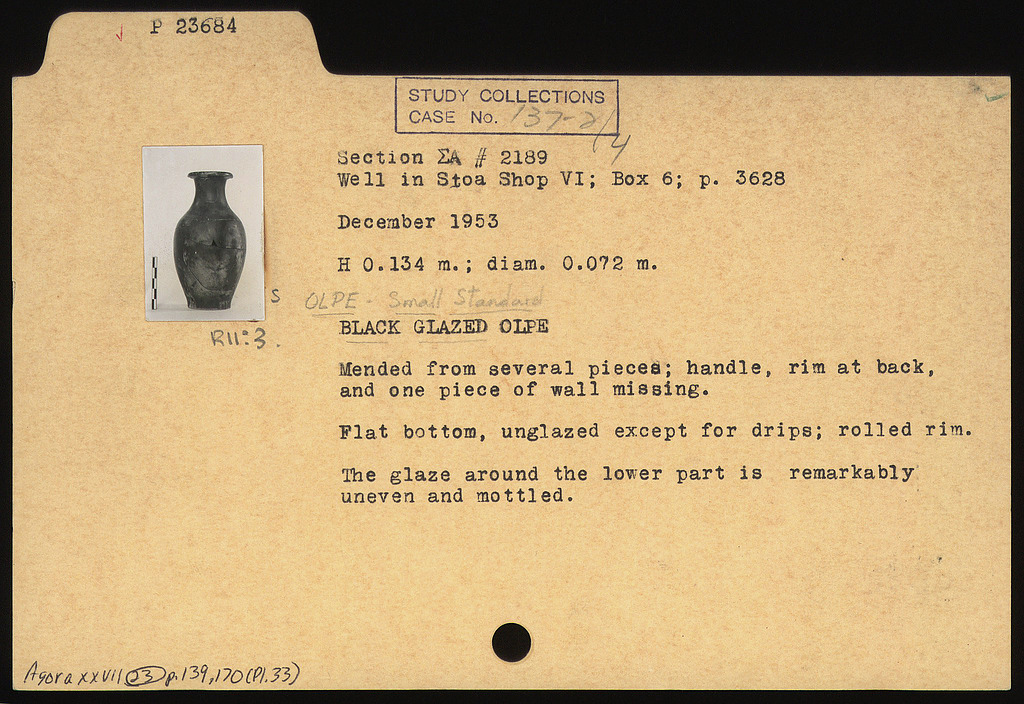 P 23684
STUDY COLLECTIONS
CASE No. 137-2/4
Section ΣA # 2189
Well in Stoa Shop VI; Box 6; p. 3628
December 1953
H 0.134 m.; diam. 0.072 m.
S
OLPE - Small Standard
R11:3.
BLACK GLAZED OLPE
Mended from several pieces; handle, rim at back,
and one piece of wall missing.
Flat bottom, unglazed except for drips; rolled rim.
The glaze around the lower part is remarkably
uneven and mottled.
Agora XXVII 23 p. 139, 170 (Pl. 33)